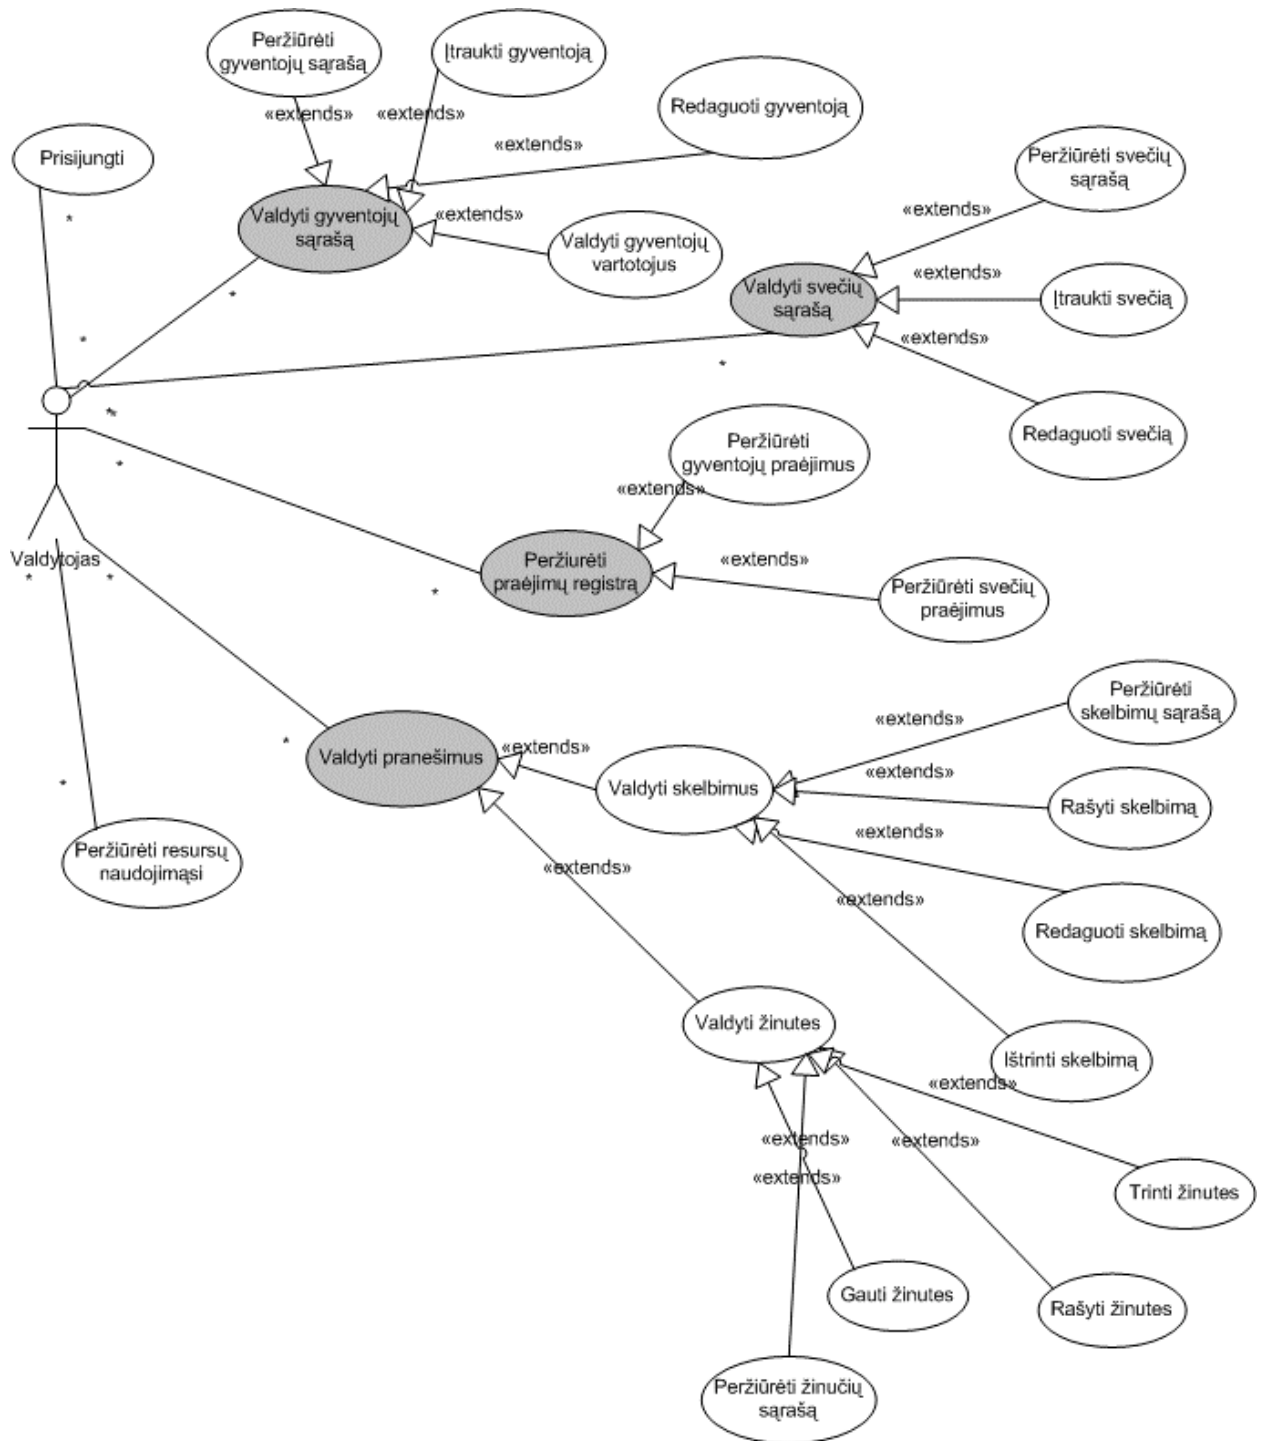 Peržiūrėti
gyventojų sąrašą
Įtraukti gyventoją
Redaguoti gyventoją
«extends»
«extends»
«extends»
Prisijungti
Peržiūrėti svečių
sąrašą
*
Valdyti gyventojų
sąrašą
«extends»
«extends»
Valdyti gyventojų
vartotojus
«extends»
Valdyti svečių
sąrašą
Įtraukti svečią
*
*
«extends»
*
**
Redaguoti svečią
Peržiūrėti
gyventojų praėjimus
*
«extends»
Valdytojas
Peržiurėti
praėjimų registrą
«extends»
*
*
*
Peržiūrėti svečių
praėjimus
Peržiūrėti
skelbimų sąrašą
«extends»
*
Valdyti pranešimus
«extends»
«extends»
*
Valdyti skelbimus
Rašyti skelbimą
«extends»
Peržiūrėti resursų
naudojimąsi
«extends»
«extends»
Redaguoti skelbimą
Valdyti žinutes
Ištrinti skelbimą
«extends»
«extends»
«extends»
«extends»
Trinti žinutes
Gauti žinutes
Rašyti žinutes
Peržiūrėti žinučių
sąrašą